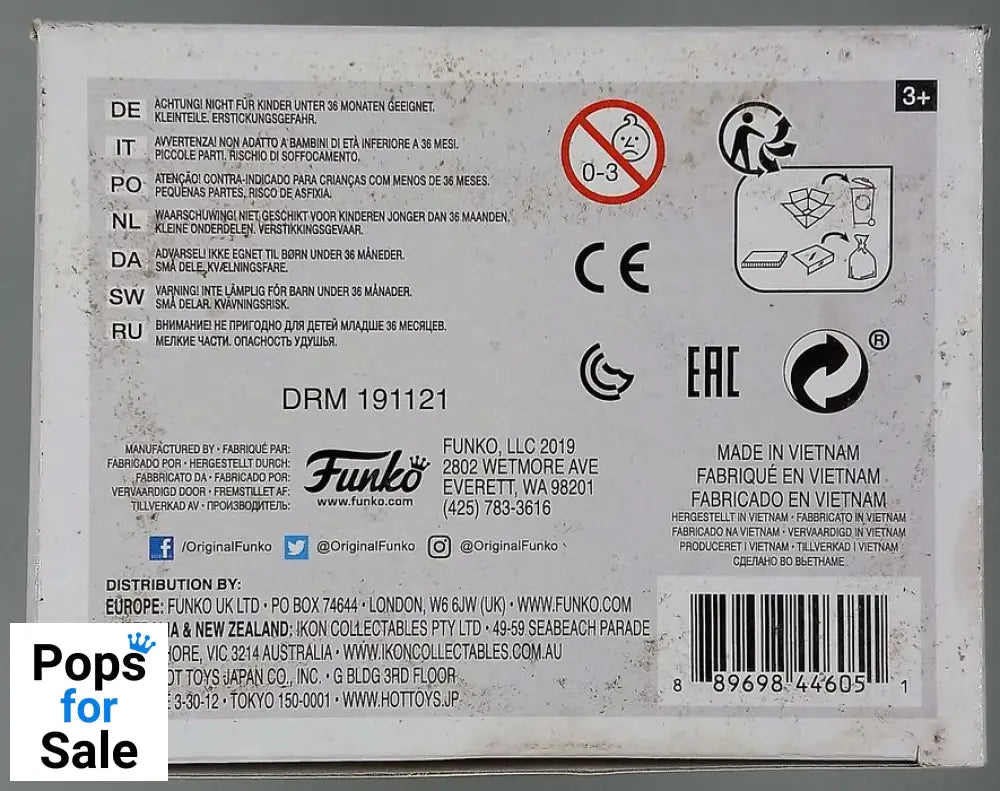 3+
DE ACHTUNG! NICHT FÜR KINDER UNTER 36 MONATEN GEEIGNET.
KLEINTEILE. ERSTICKUNGSGEFAHR.
IT AVVERTENZA! NON ADATTO A BAMBINI DI ETÀ INFERIORE A 36 MESI.
PICCOLE PARTI. RISCHIO DI SOFFOCAMENTO.
PO ATENÇÃO! CONTRA-INDICADO PARA CRIANÇAS COM MENOS DE 36 MESES.
PEQUENAS PARTES. RISCO DE ASFIXIA.
NL WAARSCHUWING! NIET GESCHIKT VOOR KINDEREN JONGER DAN 36 MAANDEN.
KLEINE ONDERDELEN. VERSTIKKINGSGEVAAR.
DA ADVARSEL! IKKE EGNET TIL BØRN UNDER 36 MÅNEDER.
SMÅ DELE, KVÆLNINGSFARE.
SW VARNING! INTE LÄMPLIG FÖR BARN UNDER 36 MÅNADER.
SMÅ DELAR. KVÄVNINGSRISK.
RU ВНИМАНИЕ! НЕ ПРИГОДНО ДЛЯ ДЕТЕЙ МЛАДШЕ 36 МЕСЯЦЕВ.
МЕЛКИЕ ЧАСТИ. ОПАСНОСТЬ УДУШЬЯ.
0-3
CE
EAC
®
DRM 191121
MANUFACTURED BY • FABRIQUÉ PAR:
FABRICADO POR • HERGESTELLT DURCH:
FABBRICATO DA • FABRICADO POR:
VERVAARDIGD DOOR • FREMSTILLET AF:
TILLVERKAD AV • ПРОИЗВОДИТЕЛЬ:
Funko
www.funko.com
FUNKO, LLC 2019
2802 WETMORE AVE
EVERETT, WA 98201
(425) 783-3616
MADE IN VIETNAM
FABRIQUÉ EN VIETNAM
FABRICADO EN VIETNAM
HERGESTELLT IN VIETNAM • FABBRICATO IN VIETNAM
FABRICADO NA VIETNAM • VERVAARDIGD IN VIETNAM
PRODUCERET I VIETNAM • TILLVERKAD I VIETNAM
СДЕЛАНО ВО ВЬЕТНАМЕ
/OriginalFunko @OriginalFunko @OriginalFunko
DISTRIBUTION BY:
EUROPE: FUNKO UK LTD • PO BOX 74644 • LONDON, W6 6JW (UK) • WWW.FUNKO.COM
& NEW ZEALAND: IKON COLLECTABLES PTY LTD • 49-59 SEABEACH PARADE
VIC 3214 AUSTRALIA • WWW.IKONCOLLECTABLES.COM.AU
TOYS JAPAN CO., INC. • G BLDG 3RD FLOOR
3-30-12 • TOKYO 150-0001 • WWW.HOTTOYS.JP
8 89698 44605 1
Pops
for
Sale